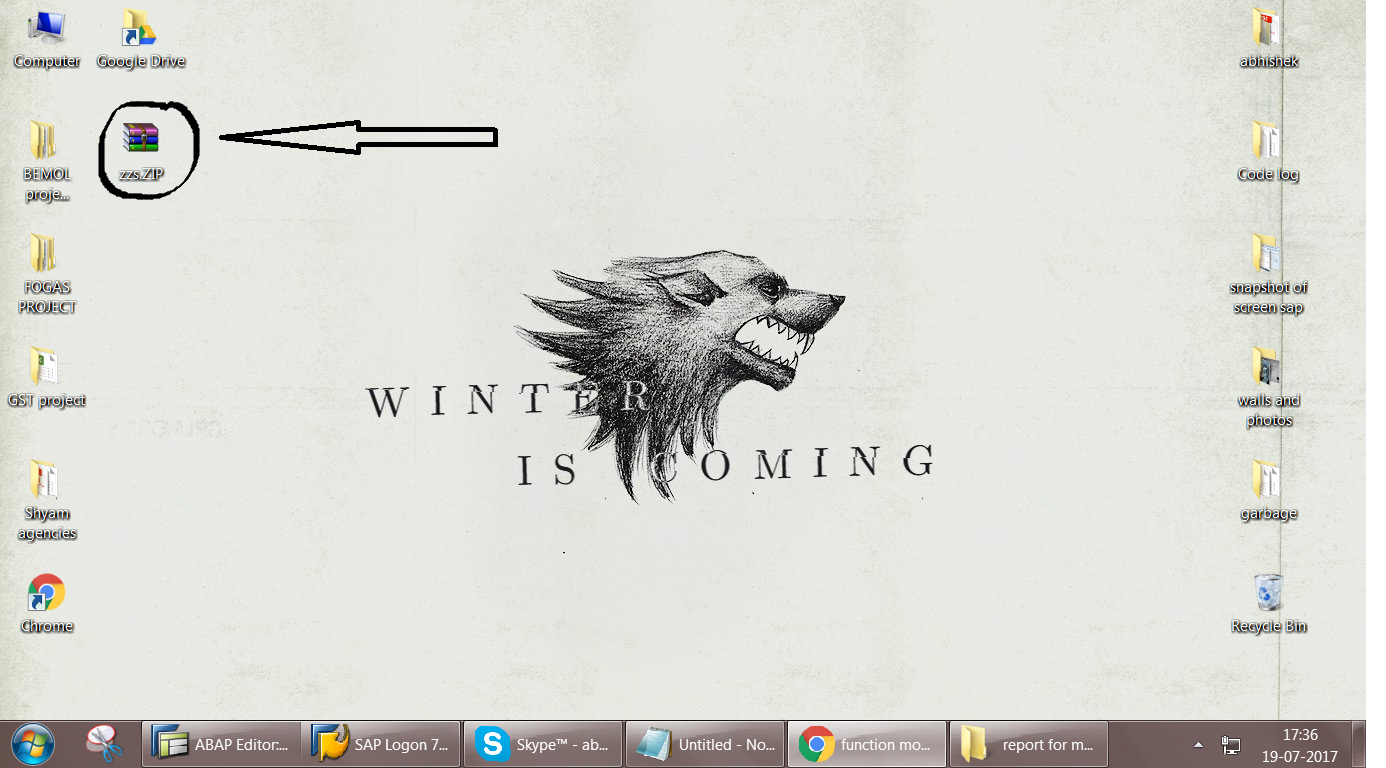 Computer
Google Drive
abhishek
BEMOL
proje...
zzs.ZIP
Code log
FOGAS
PROJECT
snapshot of
screen sap
GST project
walls and
photos
WINTER
IS COMING
Shyam
agencies
garbage
Chrome
Recycle Bin
ABAP Editor:...
SAP Logon 7...
Skype™ - ab...
Untitled - No...
function mo...
report for m...
17:36
19-07-2017